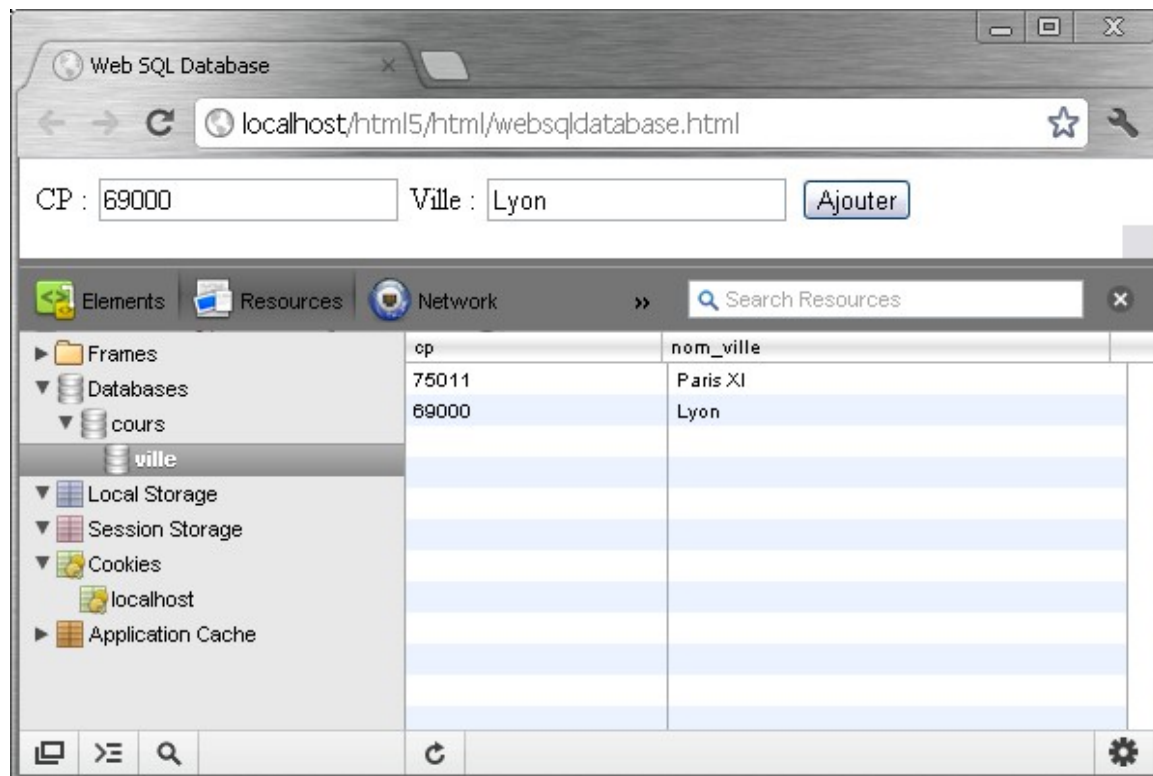 Web SQL Database
localhost/html5/html/websqldatabase.html
CP : 69000 Ville : Lyon Ajouter
Elements Resources Network » Search Resources
Frames
Databases
cours
ville
Local Storage
Session Storage
Cookies
localhost
Application Cache
cp nom_ville
75011 Paris XI
69000 Lyon